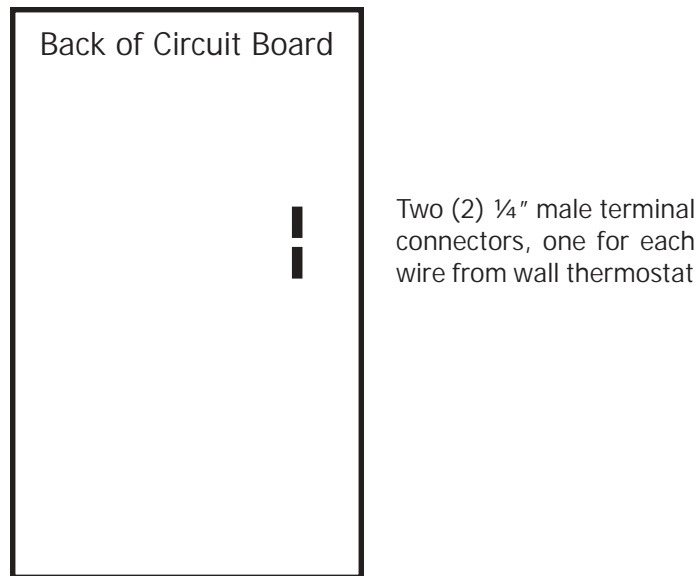 Back of Circuit Board
Two (2) ¼" male terminal
connectors, one for each
wire from wall thermostat